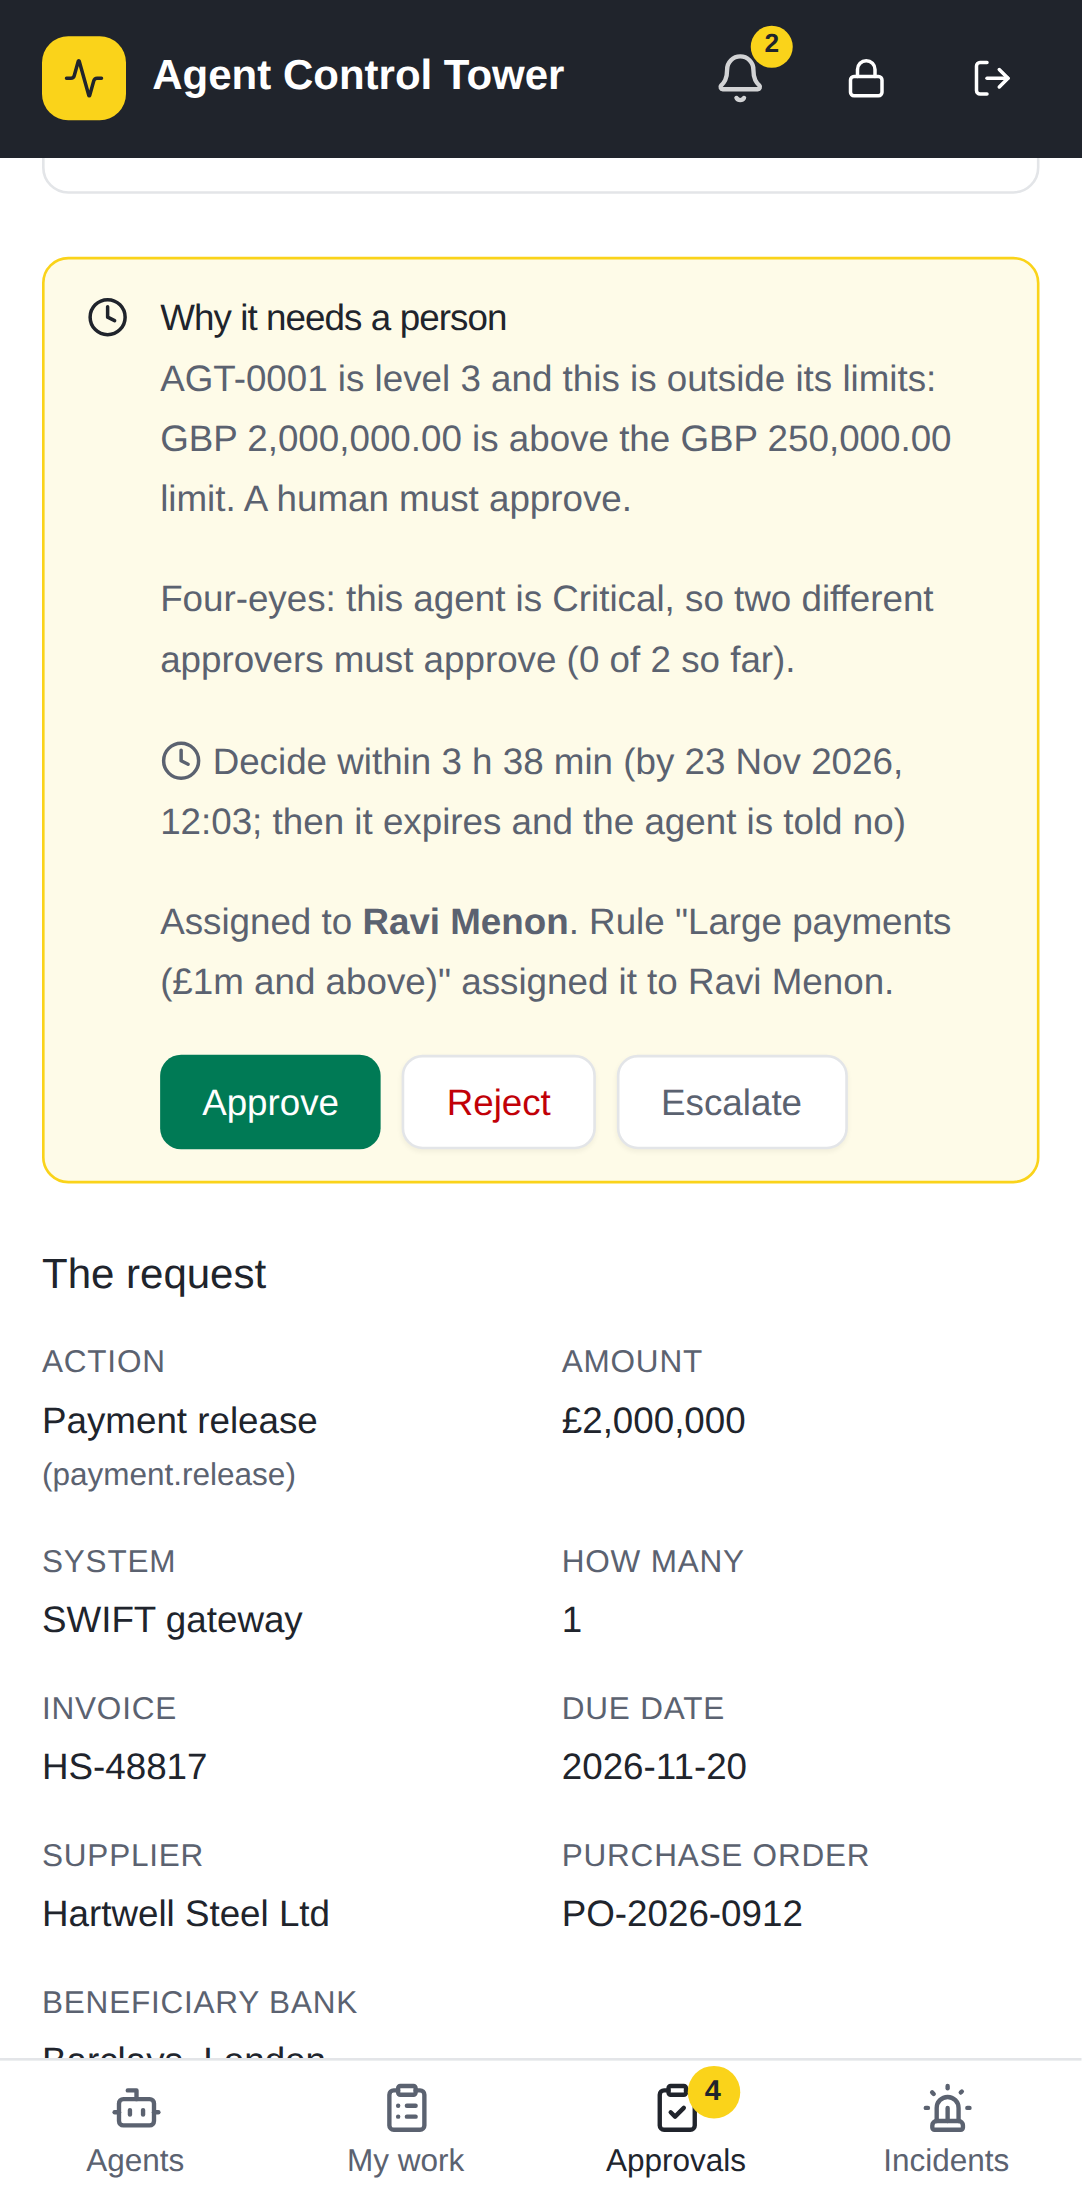 Agent Control Tower
2
Why it needs a person
AGT-0001 is level 3 and this is outside its limits:
GBP 2,000,000.00 is above the GBP 250,000.00
limit. A human must approve.
Four-eyes: this agent is Critical, so two different
approvers must approve (0 of 2 so far).
Decide within 3 h 38 min (by 23 Nov 2026,
12:03; then it expires and the agent is told no)
Assigned to Ravi Menon. Rule "Large payments
(£1m and above)" assigned it to Ravi Menon.
Approve
Reject
Escalate
The request
ACTION
Payment release
(payment.release)
AMOUNT
£2,000,000
SYSTEM
SWIFT gateway
HOW MANY
1
INVOICE
HS-48817
DUE DATE
2026-11-20
SUPPLIER
Hartwell Steel Ltd
PURCHASE ORDER
PO-2026-0912
BENEFICIARY BANK
Barclays, London
Agents
My work
4
Approvals
Incidents